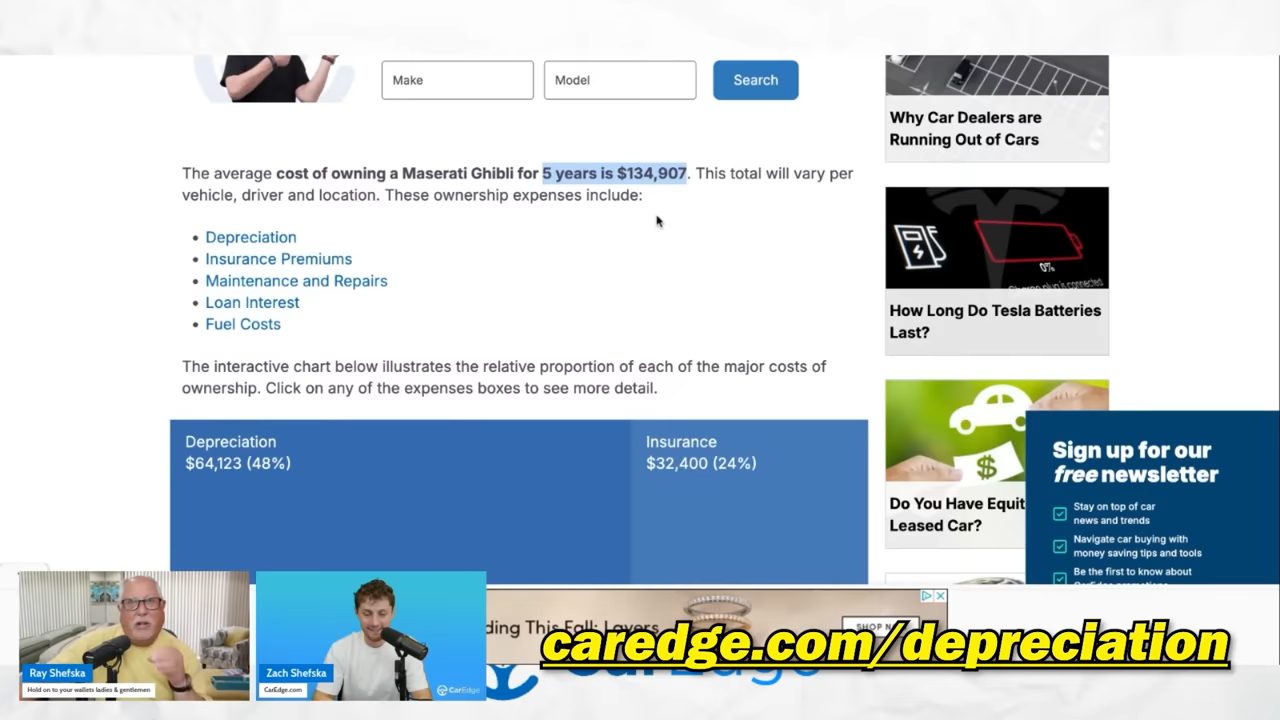 Make
Model
Search
The average cost of owning a Maserati Ghibli for 5 years is $134,907. This total will vary per
vehicle, driver and location. These ownership expenses include:
• Depreciation
• Insurance Premiums
• Maintenance and Repairs
• Loan Interest
• Fuel Costs
The interactive chart below illustrates the relative proportion of each of the major costs of
ownership. Click on any of the expenses boxes to see more detail.
Depreciation
$64,123 (48%)
Insurance
$32,400 (24%)
Why Car Dealers are
Running Out of Cars
0%
How Long Do Tesla Batteries
Last?
$
Do You Have Equit
Leased Car?
Sign up for our
free newsletter
Stay on top of car
news and trends
Navigate car buying with
money saving tips and tools
Be the first to know about
Ray Shefska
Hold on to your wallets ladies & gentlemen
Zach Shefska
CarEdge.com
CarEdge
ding This Fall: Layers
SHOP
caredge.com/depreciation